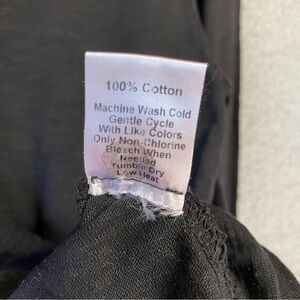 100% Cotton
Machine Wash Cold
Gentle Cycle
With Like Colors
Only Non-Chlorine
Bleach When
Needed
Tumble Dry
Low Heat